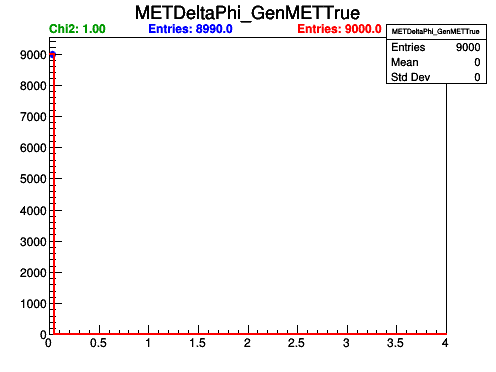 METDeltaPhi_GenMETTrue
Chi2: 1.00 Entries: 8990.0 Entries: 9000.0
METDeltaPhi_GenMETTrue
Entries 9000
Mean 0
Std Dev 0
9000
8000
7000
6000
5000
4000
3000
2000
1000
0
0 0.5 1 1.5 2 2.5 3 3.5 4